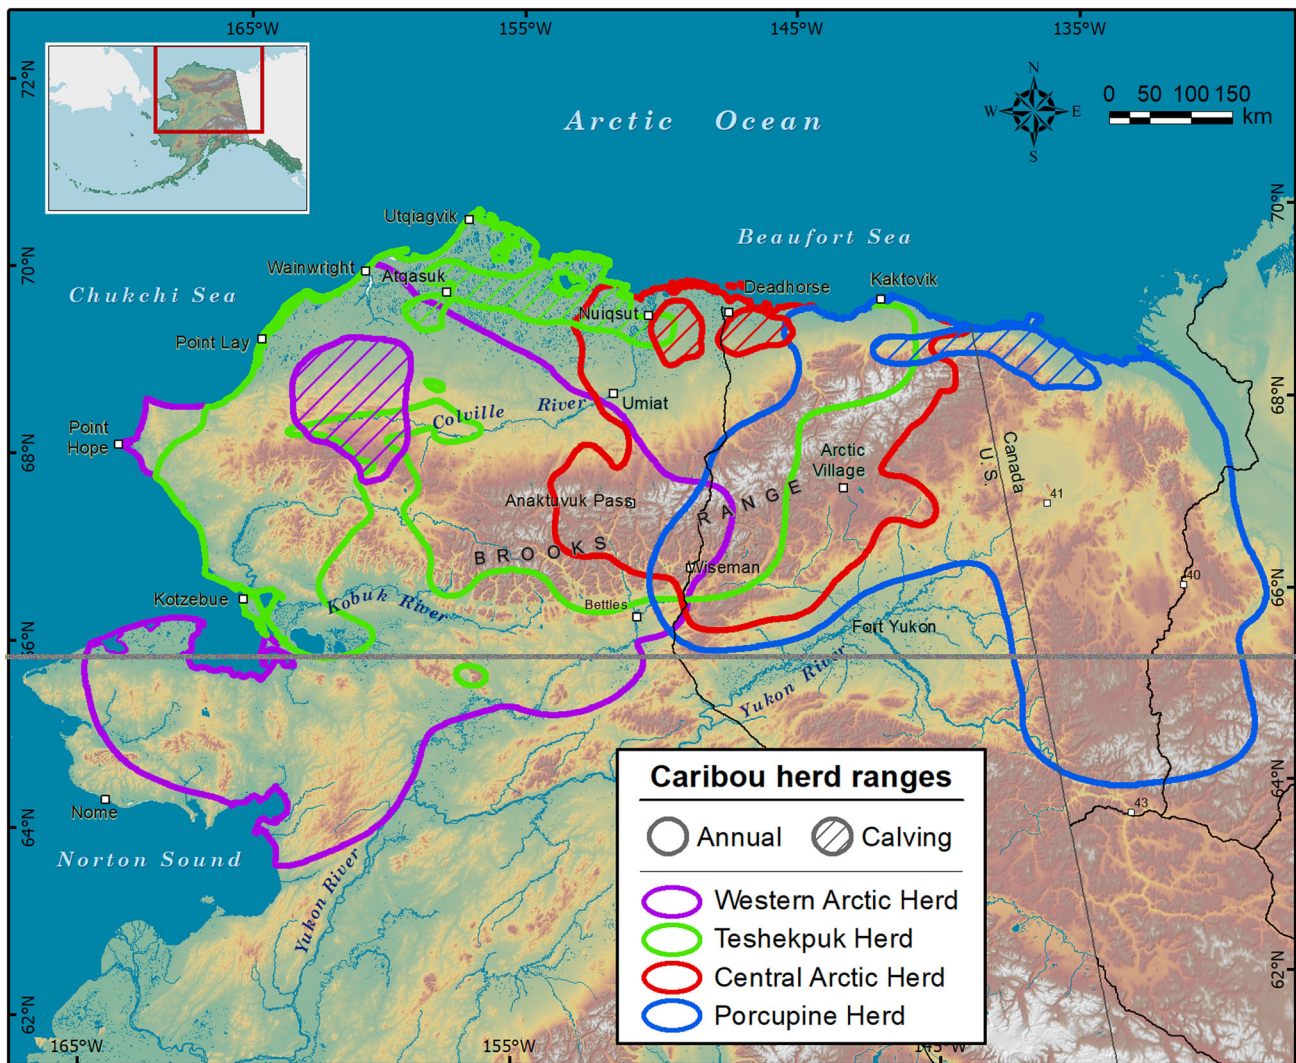 165°W
155°W
145°W
135°W
72°N
N
W
E
S
0 50 100 150
km
Arctic Ocean
70°N
Utqiagvik
Beaufort Sea
Wainwright
70°N
Atqasuk
Kaktovik
Deadhorse
Chukchi Sea
Nuiqsut
Point Lay
68°N
Umiat
Colville River
Point
Hope
68°N
Arctic
Village
Canada
U.S
41
Anaktuvuk Pass
BROOKS RANGE
Wiseman
40
66°N
Kotzebue
Kobuk River
Bettles
Fort Yukon
66°N
Yukon River
64°N
Nome
43
64°N
Norton Sound
Yukon River
62°N
62°N
Caribou herd ranges
Annual
Calving
Western Arctic Herd
Teshekpuk Herd
Central Arctic Herd
Porcupine Herd
165°W
155°W
145°W